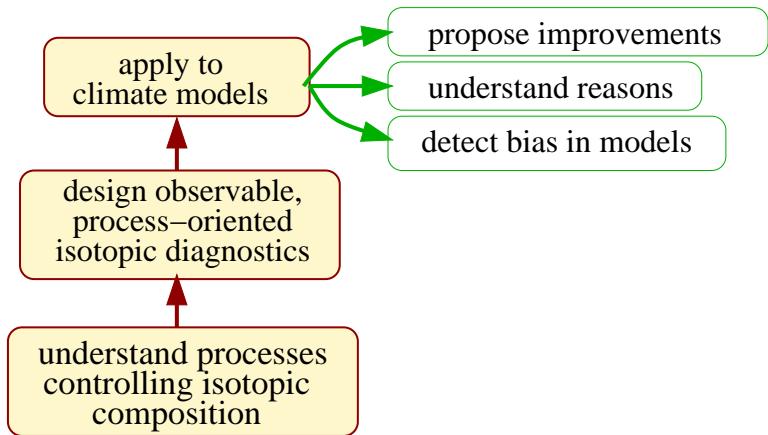 apply to
climate models
propose improvements
understand reasons
detect bias in models
design observable,
process−oriented
isotopic diagnostics
understand processes
controlling isotopic
composition